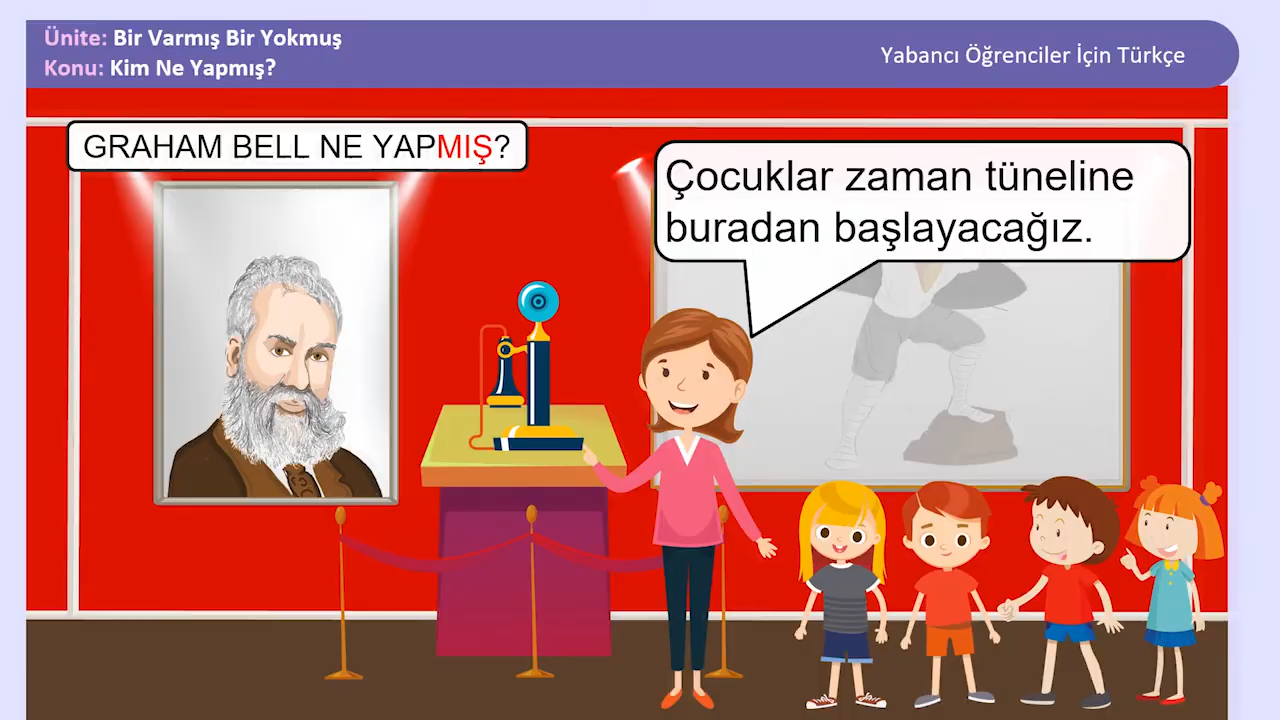 Ünite: Bir Varmış Bir Yokmuş
Konu: Kim Ne Yapmış?
Yabancı Öğrenciler İçin Türkçe
GRAHAM BELL NE YAPMIŞ?
Çocuklar zaman tüneline
buradan başlayacağız.